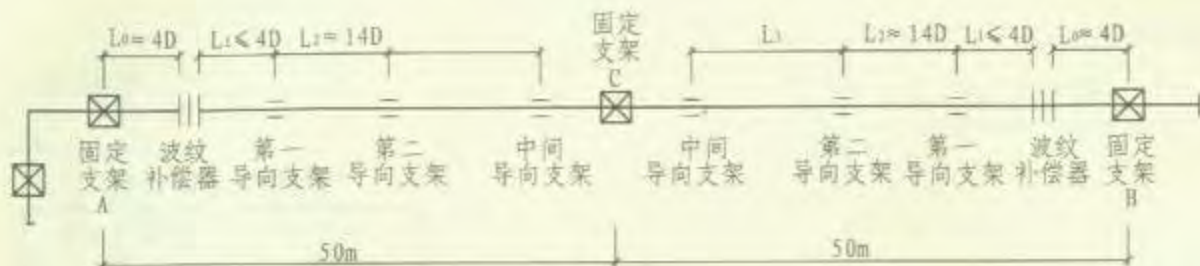 固定
支架
C
L₀=4D
L₁≤4D
L₂=14D
L₃
L₂=14D
L₁≤4D
L₀=4D
固定
支架
A
波纹
补偿器
第一
导向支架
第二
导向支架
中间
导向支架
中间
导向支架
第二
导向支架
第一
导向支架
波纹
补偿器
固定
支架
B
50m
50m